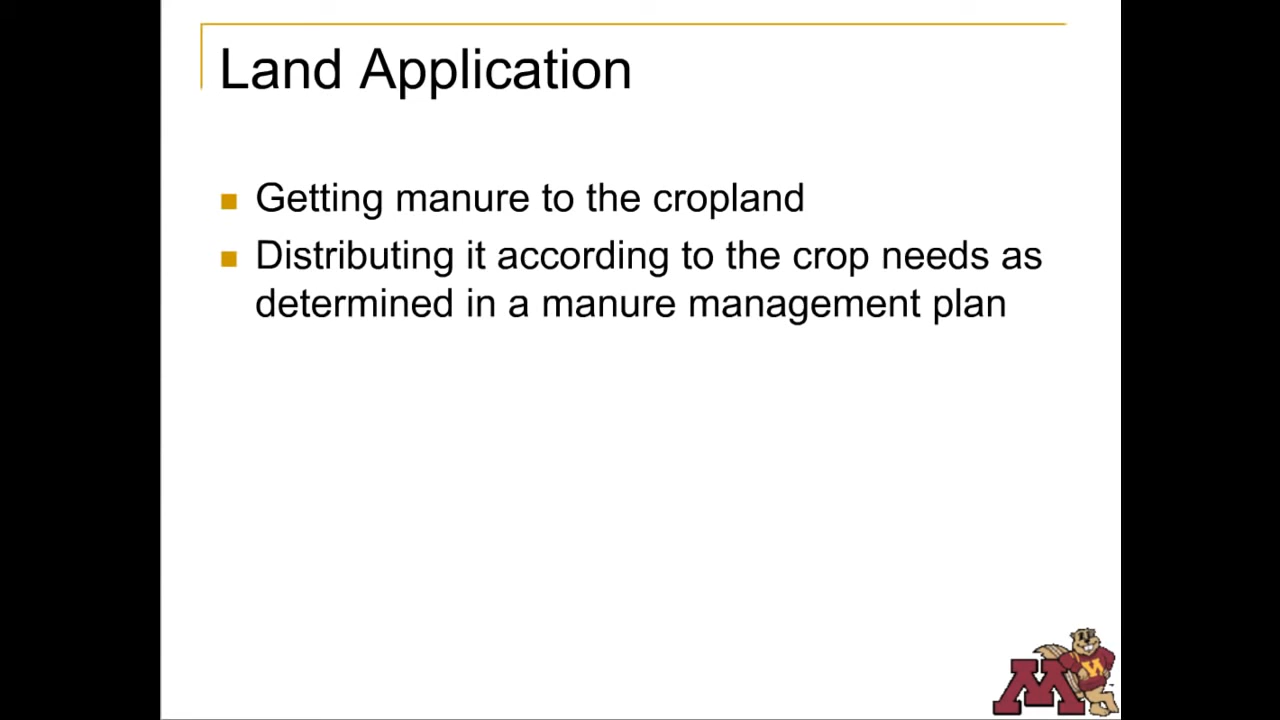 Land Application
Getting manure to the cropland
Distributing it according to the crop needs as
determined in a manure management plan
M